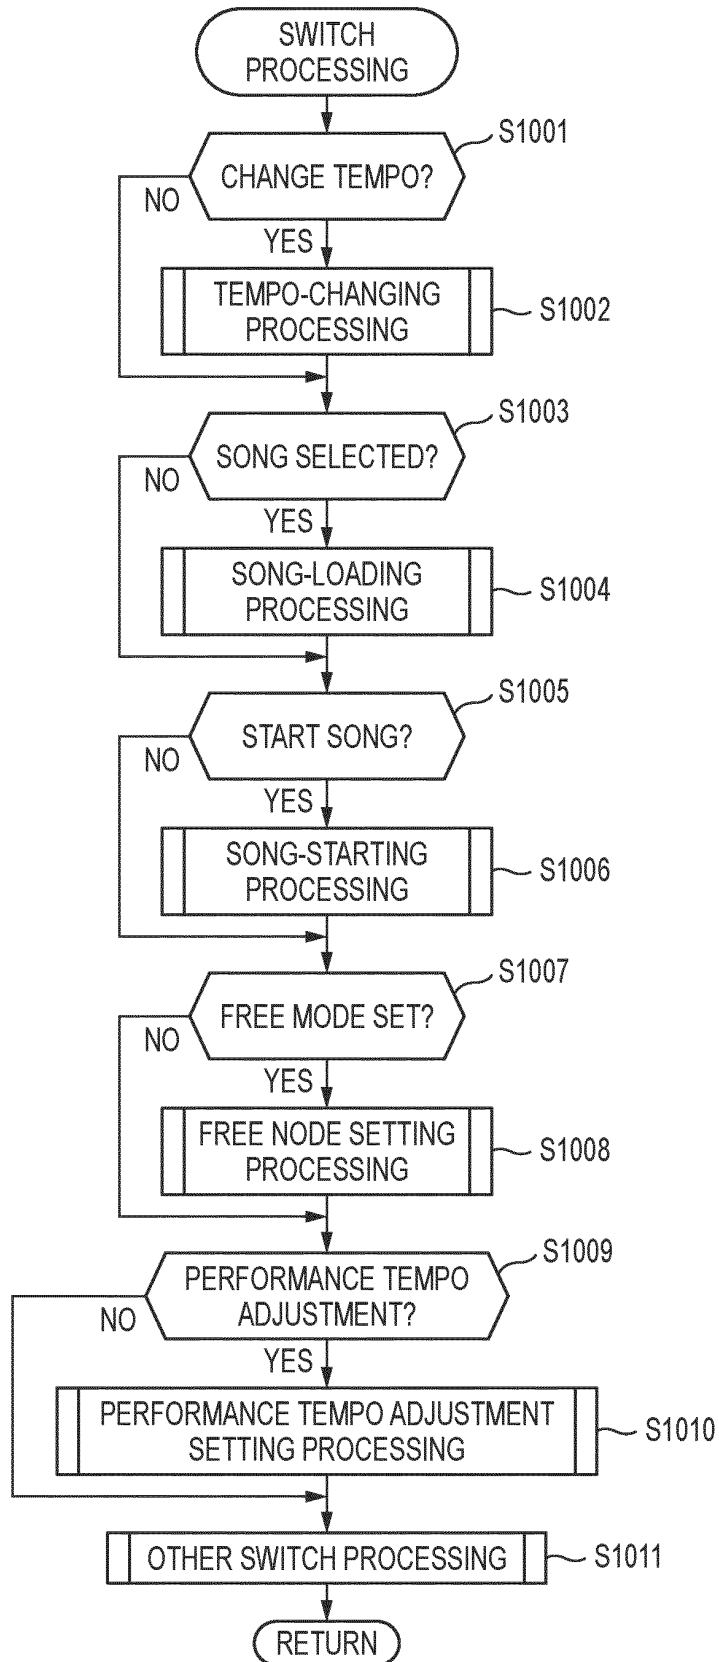 SWITCH
PROCESSING
S1001
CHANGE TEMPO?
NO
YES
TEMPO-CHANGING
PROCESSING
S1002
S1003
SONG SELECTED?
NO
YES
SONG-LOADING
PROCESSING
S1004
S1005
START SONG?
NO
YES
SONG-STARTING
PROCESSING
S1006
S1007
FREE MODE SET?
NO
YES
FREE NODE SETTING
PROCESSING
S1008
S1009
PERFORMANCE TEMPO
ADJUSTMENT?
NO
YES
PERFORMANCE TEMPO ADJUSTMENT
SETTING PROCESSING
S1010
OTHER SWITCH PROCESSING
S1011
RETURN